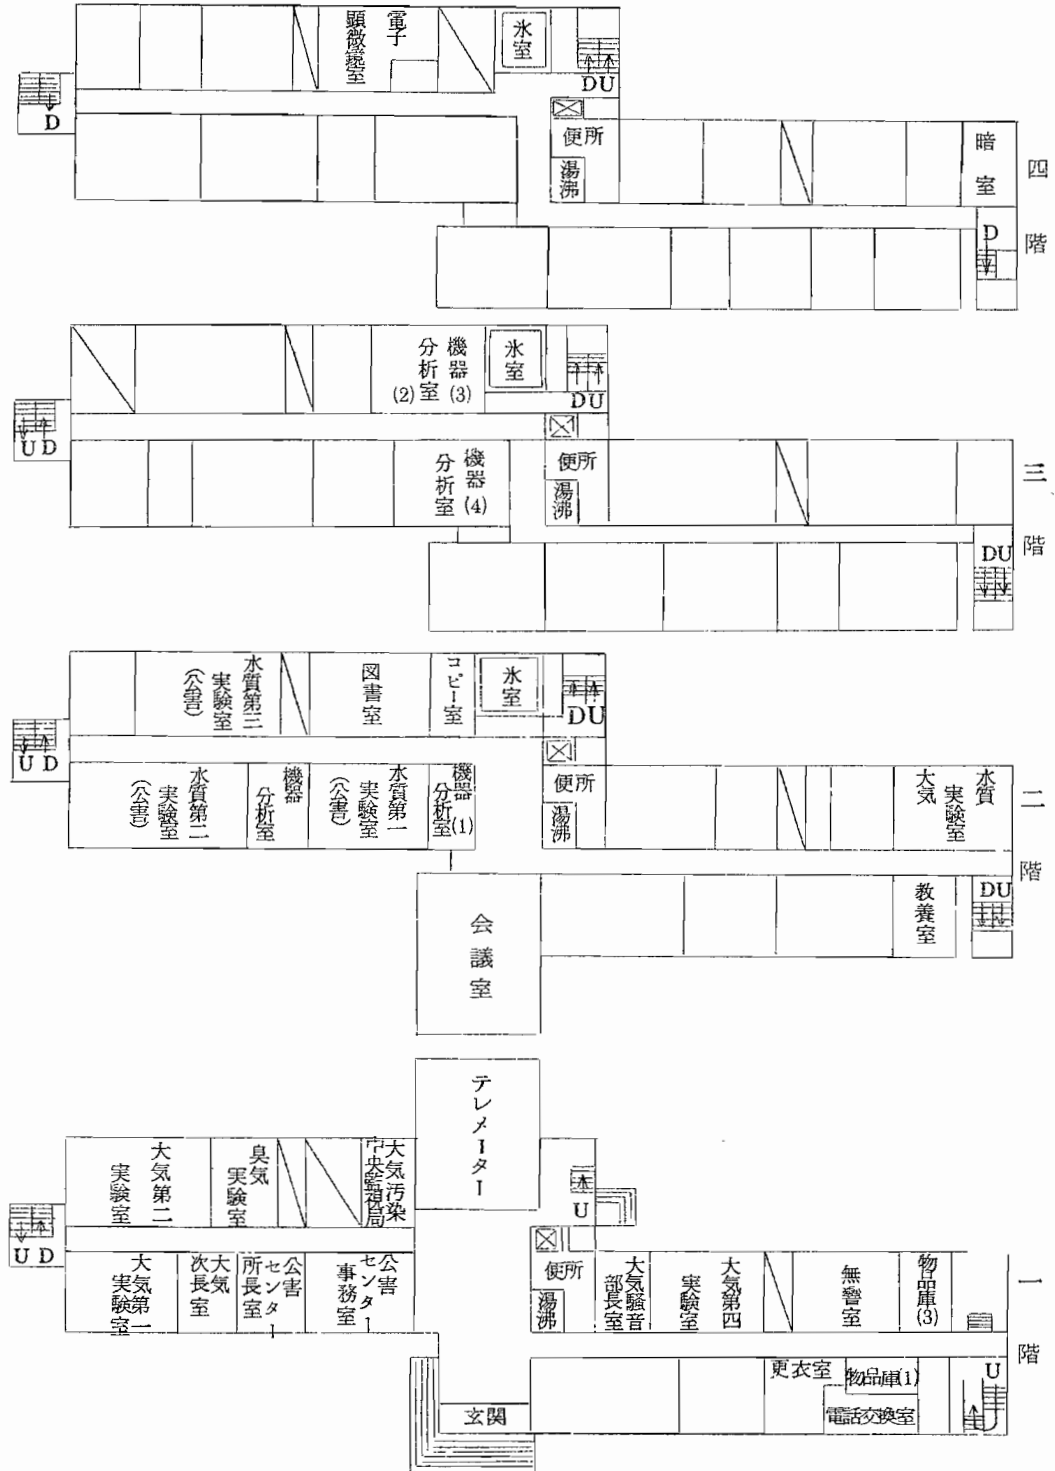 四階
電子
顕微鏡室
氷室
DU
D
便所
湯沸
暗室
D
三階
機器
分析室
(2)(3)
氷室
DU
UD
機器
分析室
(4)
便所
湯沸
DU
二階
水質第三
実験室
(公害)
図書室
コピー室
氷室
DU
UD
水質第二
実験室
(公害)
機器
分析室
水質第一
実験室
(公害)
機器
分析室(1)
便所
湯沸
水質
大気
実験室
会議室
教養室
DU
一階
テレメーター
大気第二
実験室
臭気
実験室
大気汚染
中央監視局
U
UD
大気第一
実験室
大気
次長室
公害
センター
所長室
公害
センター
事務室
便所
湯沸
大気騒音
部長室
大気第四
実験室
無響室
物品庫(3)
更衣室
物品庫(1)
電話交換室
U
玄関